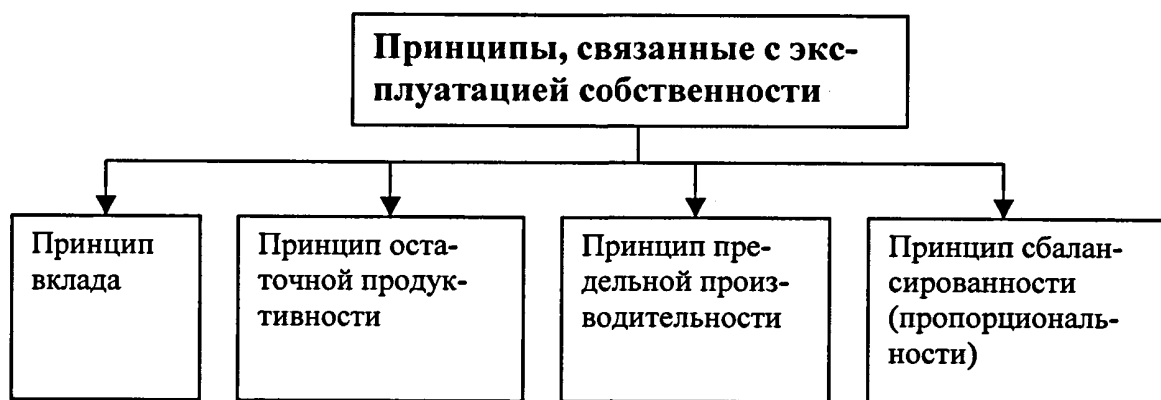 Принципы, связанные с экс-
плуатацией собственности
Принцип
вклада
Принцип оста-
точной продук-
тивности
Принцип пре-
дельной произ-
водительности
Принцип сбалан-
сированности
(пропорциональ-
ности)